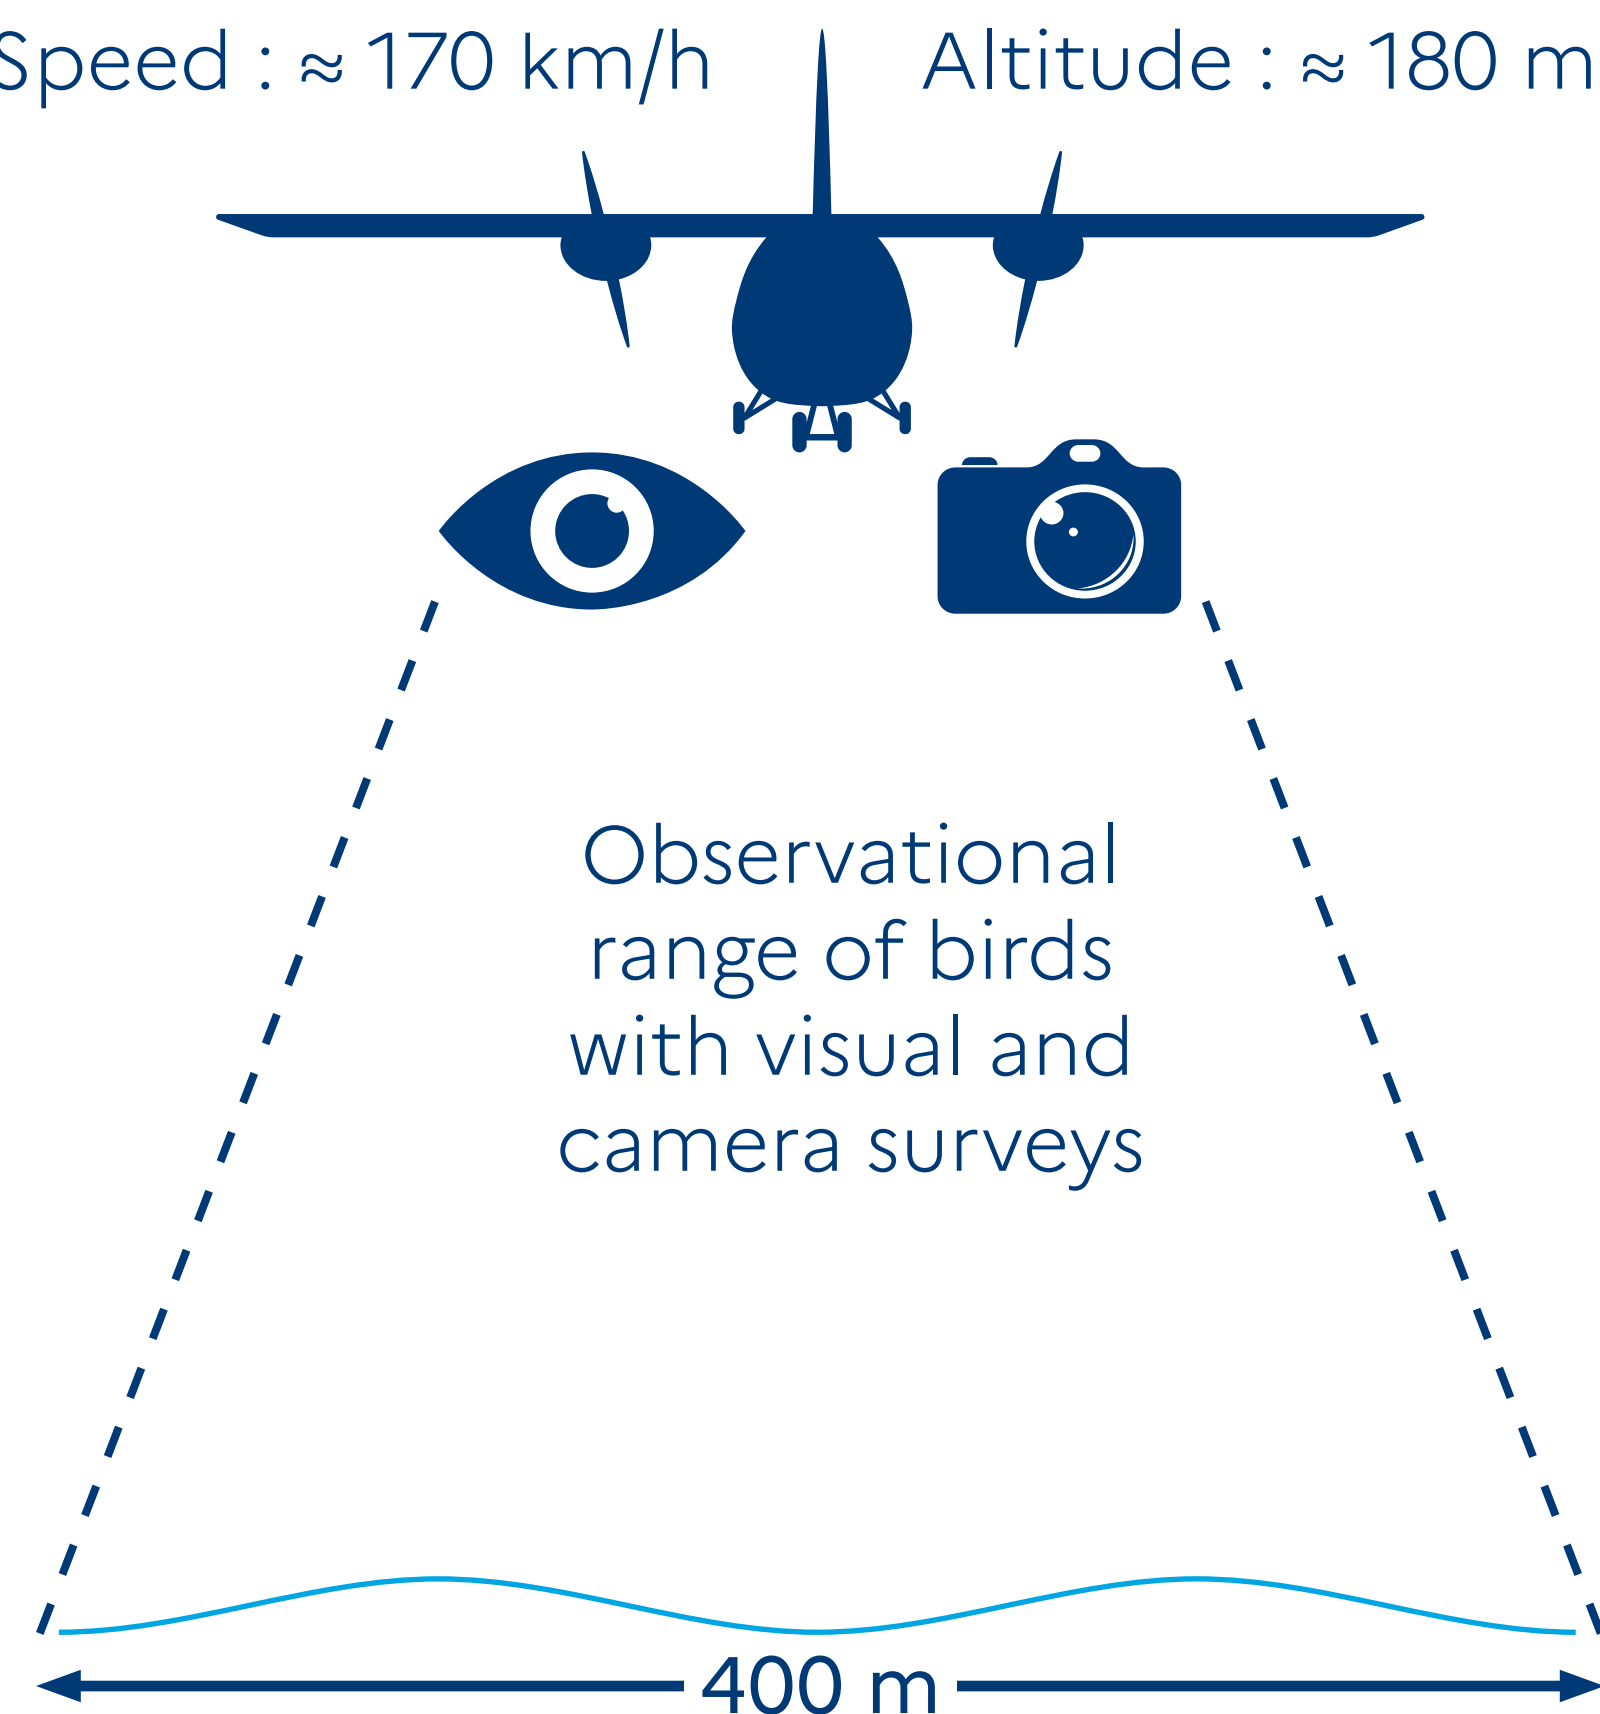 Speed : ≈ 170 km/h
Altitude : ≈ 180 m
Observational
range of birds
with visual and
camera surveys
400 m